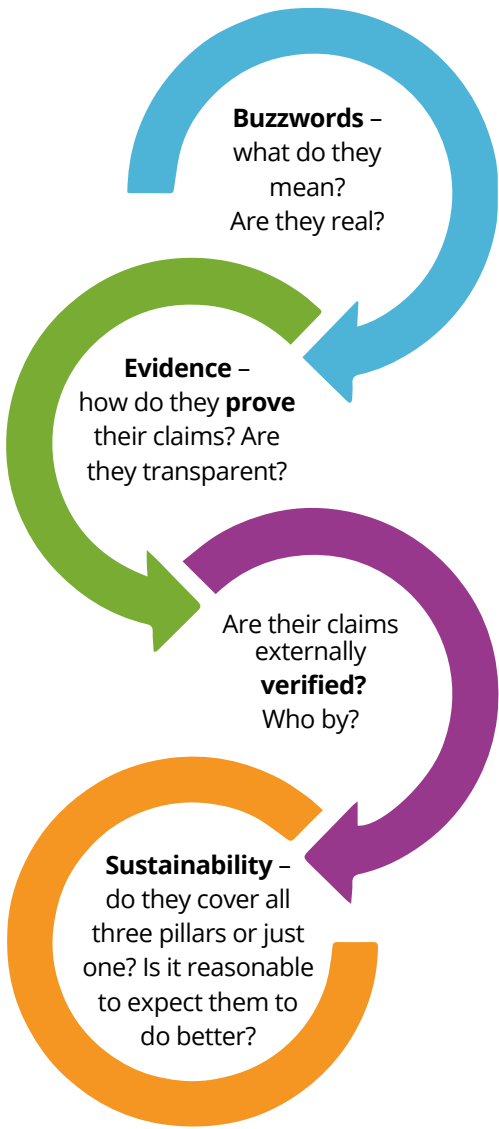 Buzzwords –
what do they
mean?
Are they real?
Evidence –
how do they prove
their claims? Are
they transparent?
Are their claims
externally
verified?
Who by?
Sustainability –
do they cover all
three pillars or just
one? Is it reasonable
to expect them to
do better?